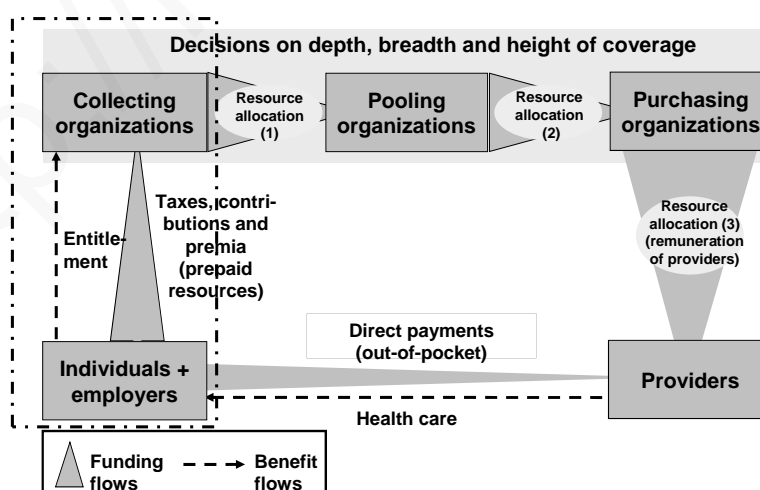 Decisions on depth, breadth and height of coverage
Collecting
organizations
Resource
allocation
(1)
Pooling
organizations
Resource
allocation
(2)
Purchasing
organizations
Entitle-
ment
Taxes, contri-
butions and
premia
(prepaid
resources)
Resource
allocation (3)
(remuneration
of providers)
Direct payments
(out-of-pocket)
Individuals +
employers
Providers
Health care
Funding
flows
Benefit
flows